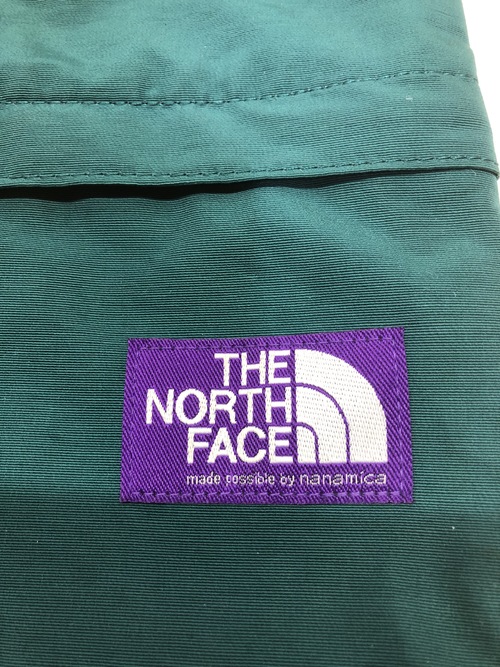 THE
NORTH
FACE
made possible by nanamica